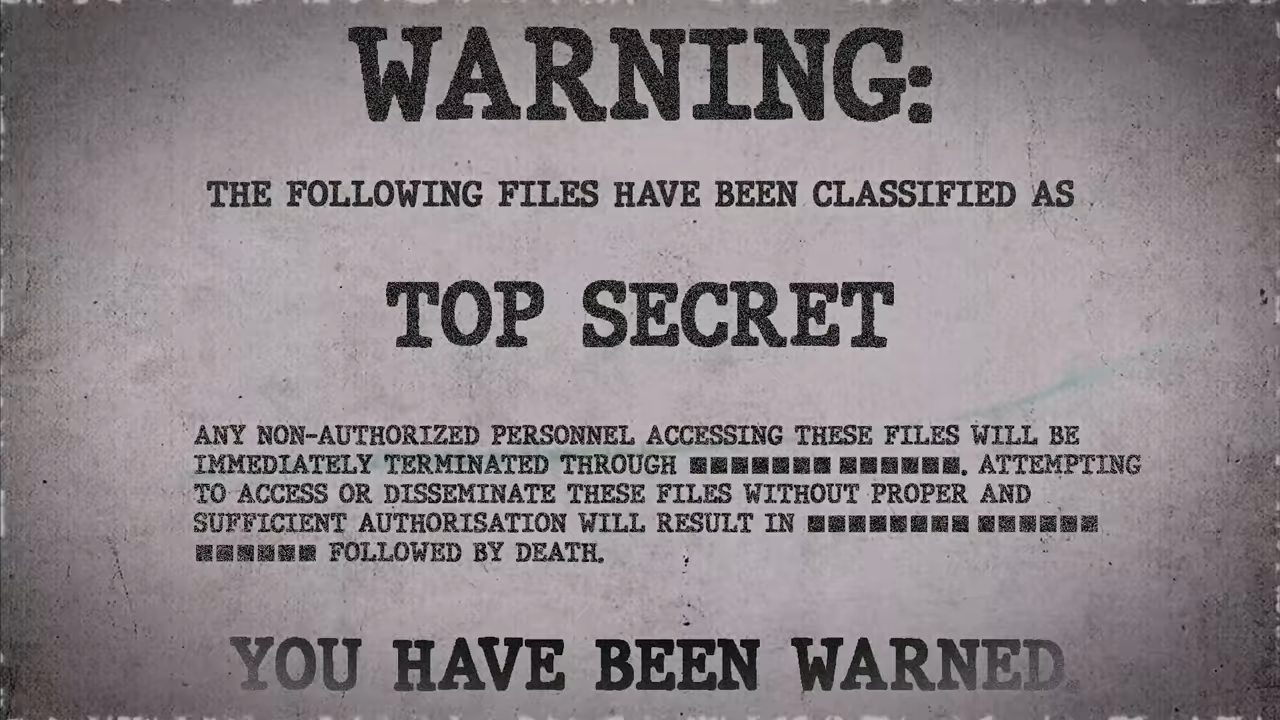 WARNING:
THE FOLLOWING FILES HAVE BEEN CLASSIFIED AS
TOP SECRET
ANY NON-AUTHORIZED PERSONNEL ACCESSING THESE FILES WILL BE
IMMEDIATELY TERMINATED THROUGH ■■■■■■■ ■■■■■■. ATTEMPTING
TO ACCESS OR DISSEMINATE THESE FILES WITHOUT PROPER AND
SUFFICIENT AUTHORISATION WILL RESULT IN ■■■■■■■■ ■■■■■■
■■■■■■ FOLLOWED BY DEATH.
YOU HAVE BEEN WARNED.